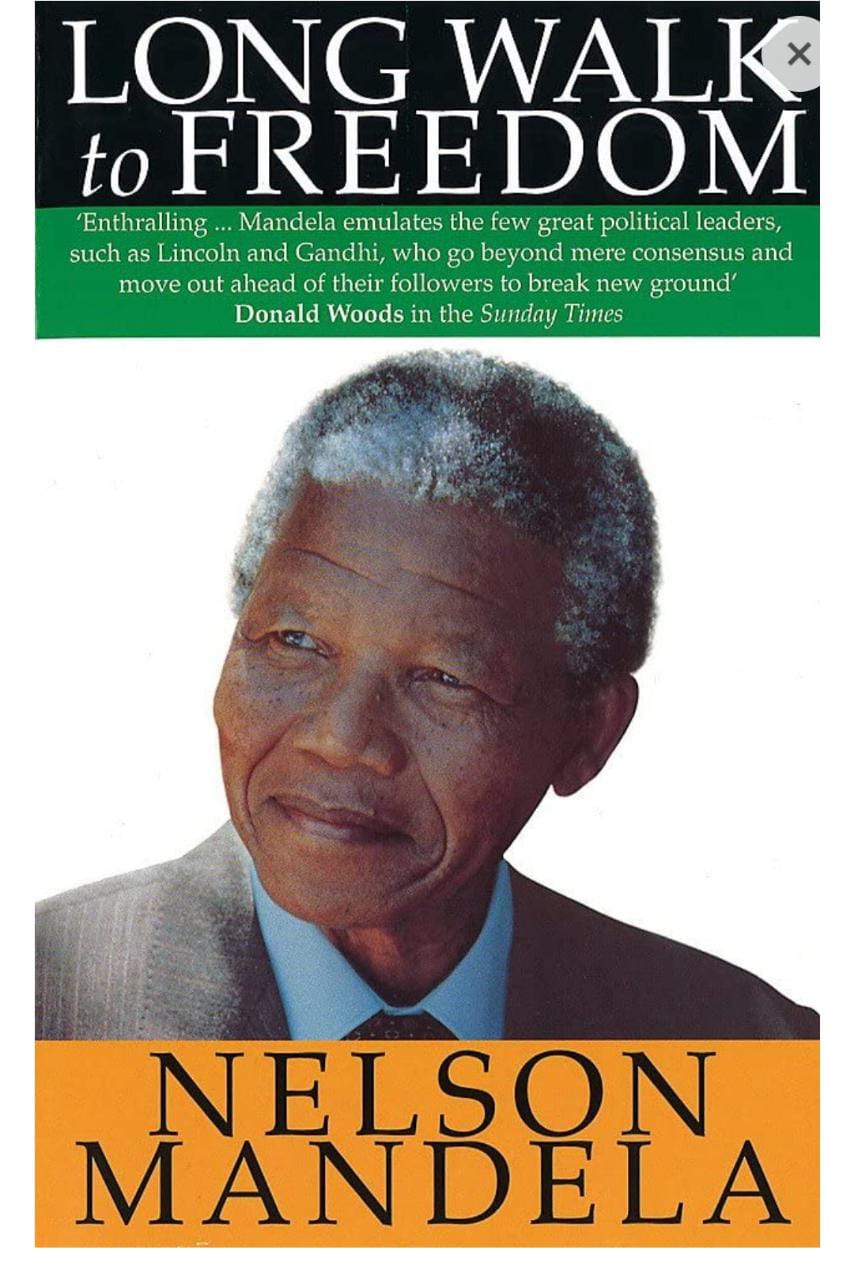 LONG WALK
to FREEDOM
‘Enthralling ... Mandela emulates the few great political leaders,
such as Lincoln and Gandhi, who go beyond mere consensus and
move out ahead of their followers to break new ground’
Donald Woods in the Sunday Times
NELSON
MANDELA